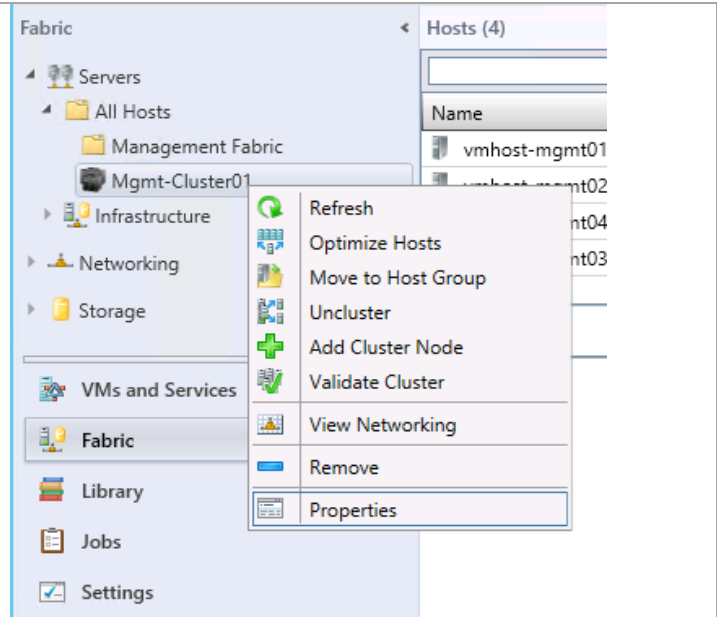 Fabric
Servers
All Hosts
Management Fabric
Mgmt-Cluster01
Infrastructure
Networking
Storage
VMs and Services
Fabric
Library
Jobs
Settings
Hosts (4)
Name
vmhost-mgmt01
vmhost-mgmt02
nt04
nt03
Refresh
Optimize Hosts
Move to Host Group
Uncluster
Add Cluster Node
Validate Cluster
View Networking
Remove
Properties